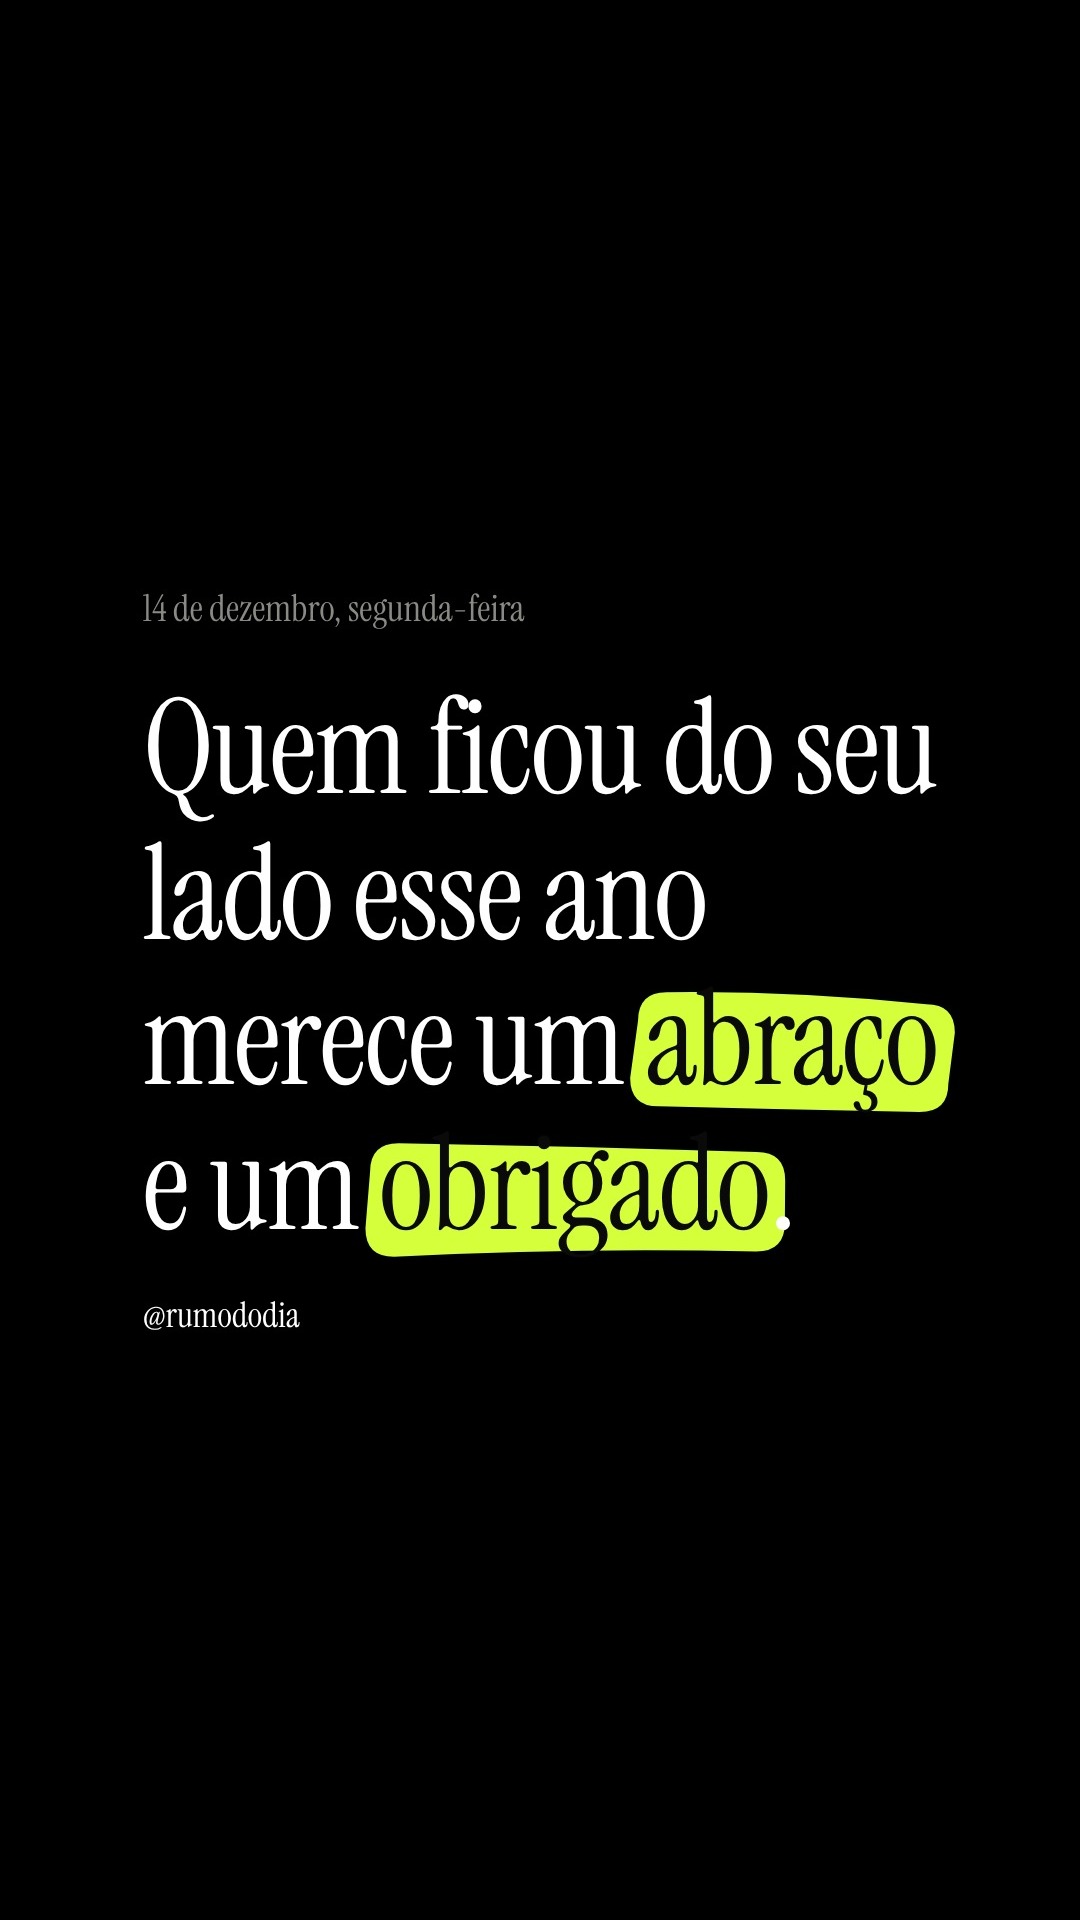 14 de dezembro, segunda-feira
Quem ficou do seu
lado esse ano
merece um abraço
e um obrigado.
@rumododia